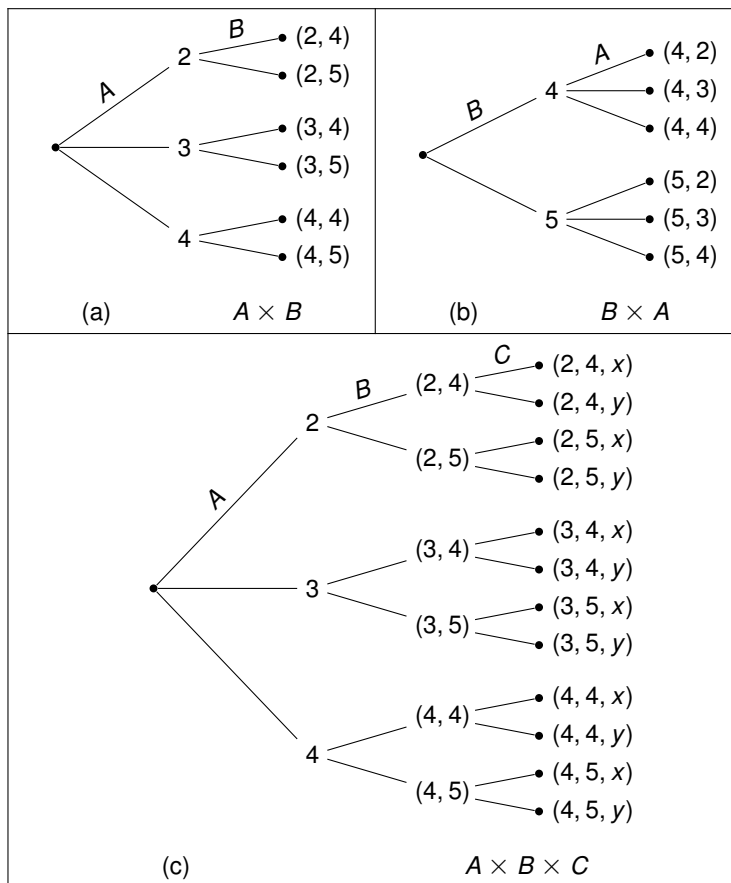 A
B
2
(2, 4)
(2, 5)
3
(3, 4)
(3, 5)
4
(4, 4)
(4, 5)
(a) A × B
B
A
4
(4, 2)
(4, 3)
(4, 4)
5
(5, 2)
(5, 3)
(5, 4)
(b) B × A
A
B
C
2
(2, 4)
(2, 4, x)
(2, 4, y)
(2, 5)
(2, 5, x)
(2, 5, y)
3
(3, 4)
(3, 4, x)
(3, 4, y)
(3, 5)
(3, 5, x)
(3, 5, y)
4
(4, 4)
(4, 4, x)
(4, 4, y)
(4, 5)
(4, 5, x)
(4, 5, y)
(c) A × B × C